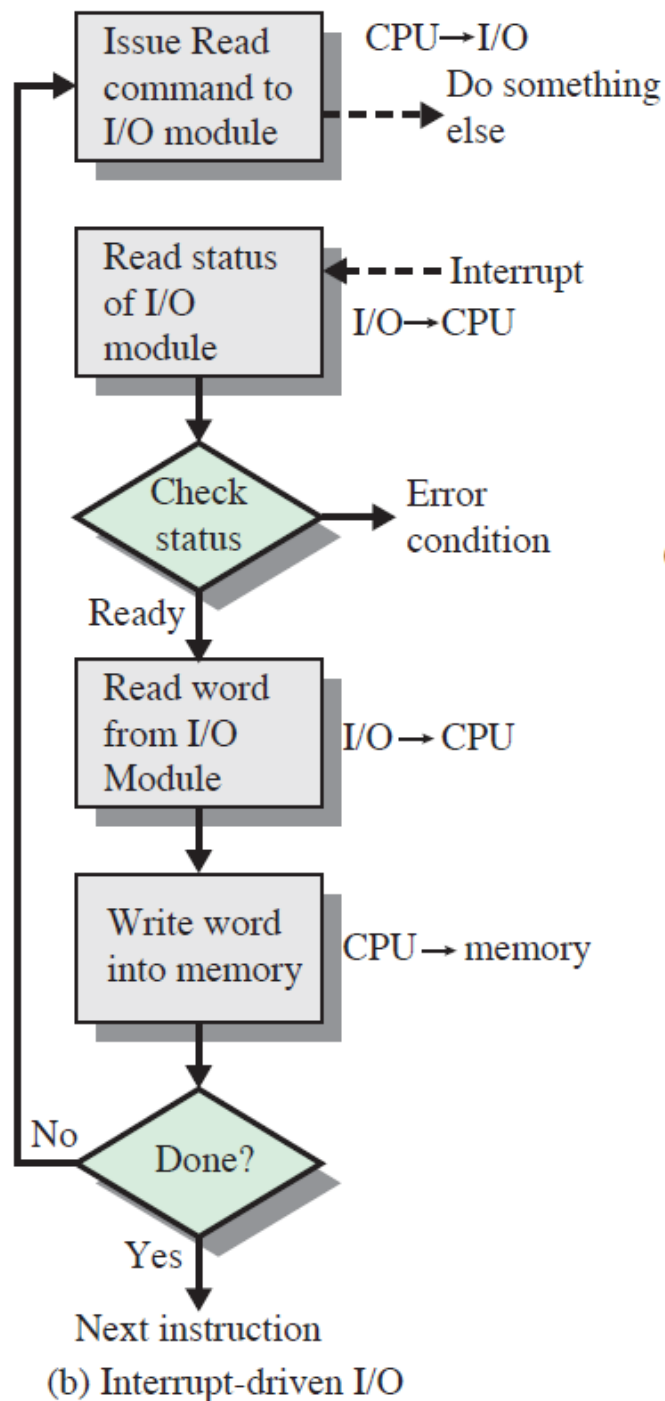 Issue Read
command to
I/O module
CPU→I/O
Do something
else
Read status
of I/O
module
Interrupt
I/O→CPU
Check
status
Error
condition
Ready
Read word
from I/O
Module
I/O→CPU
Write word
into memory
CPU→memory
No
Done?
Yes
Next instruction
(b) Interrupt-driven I/O